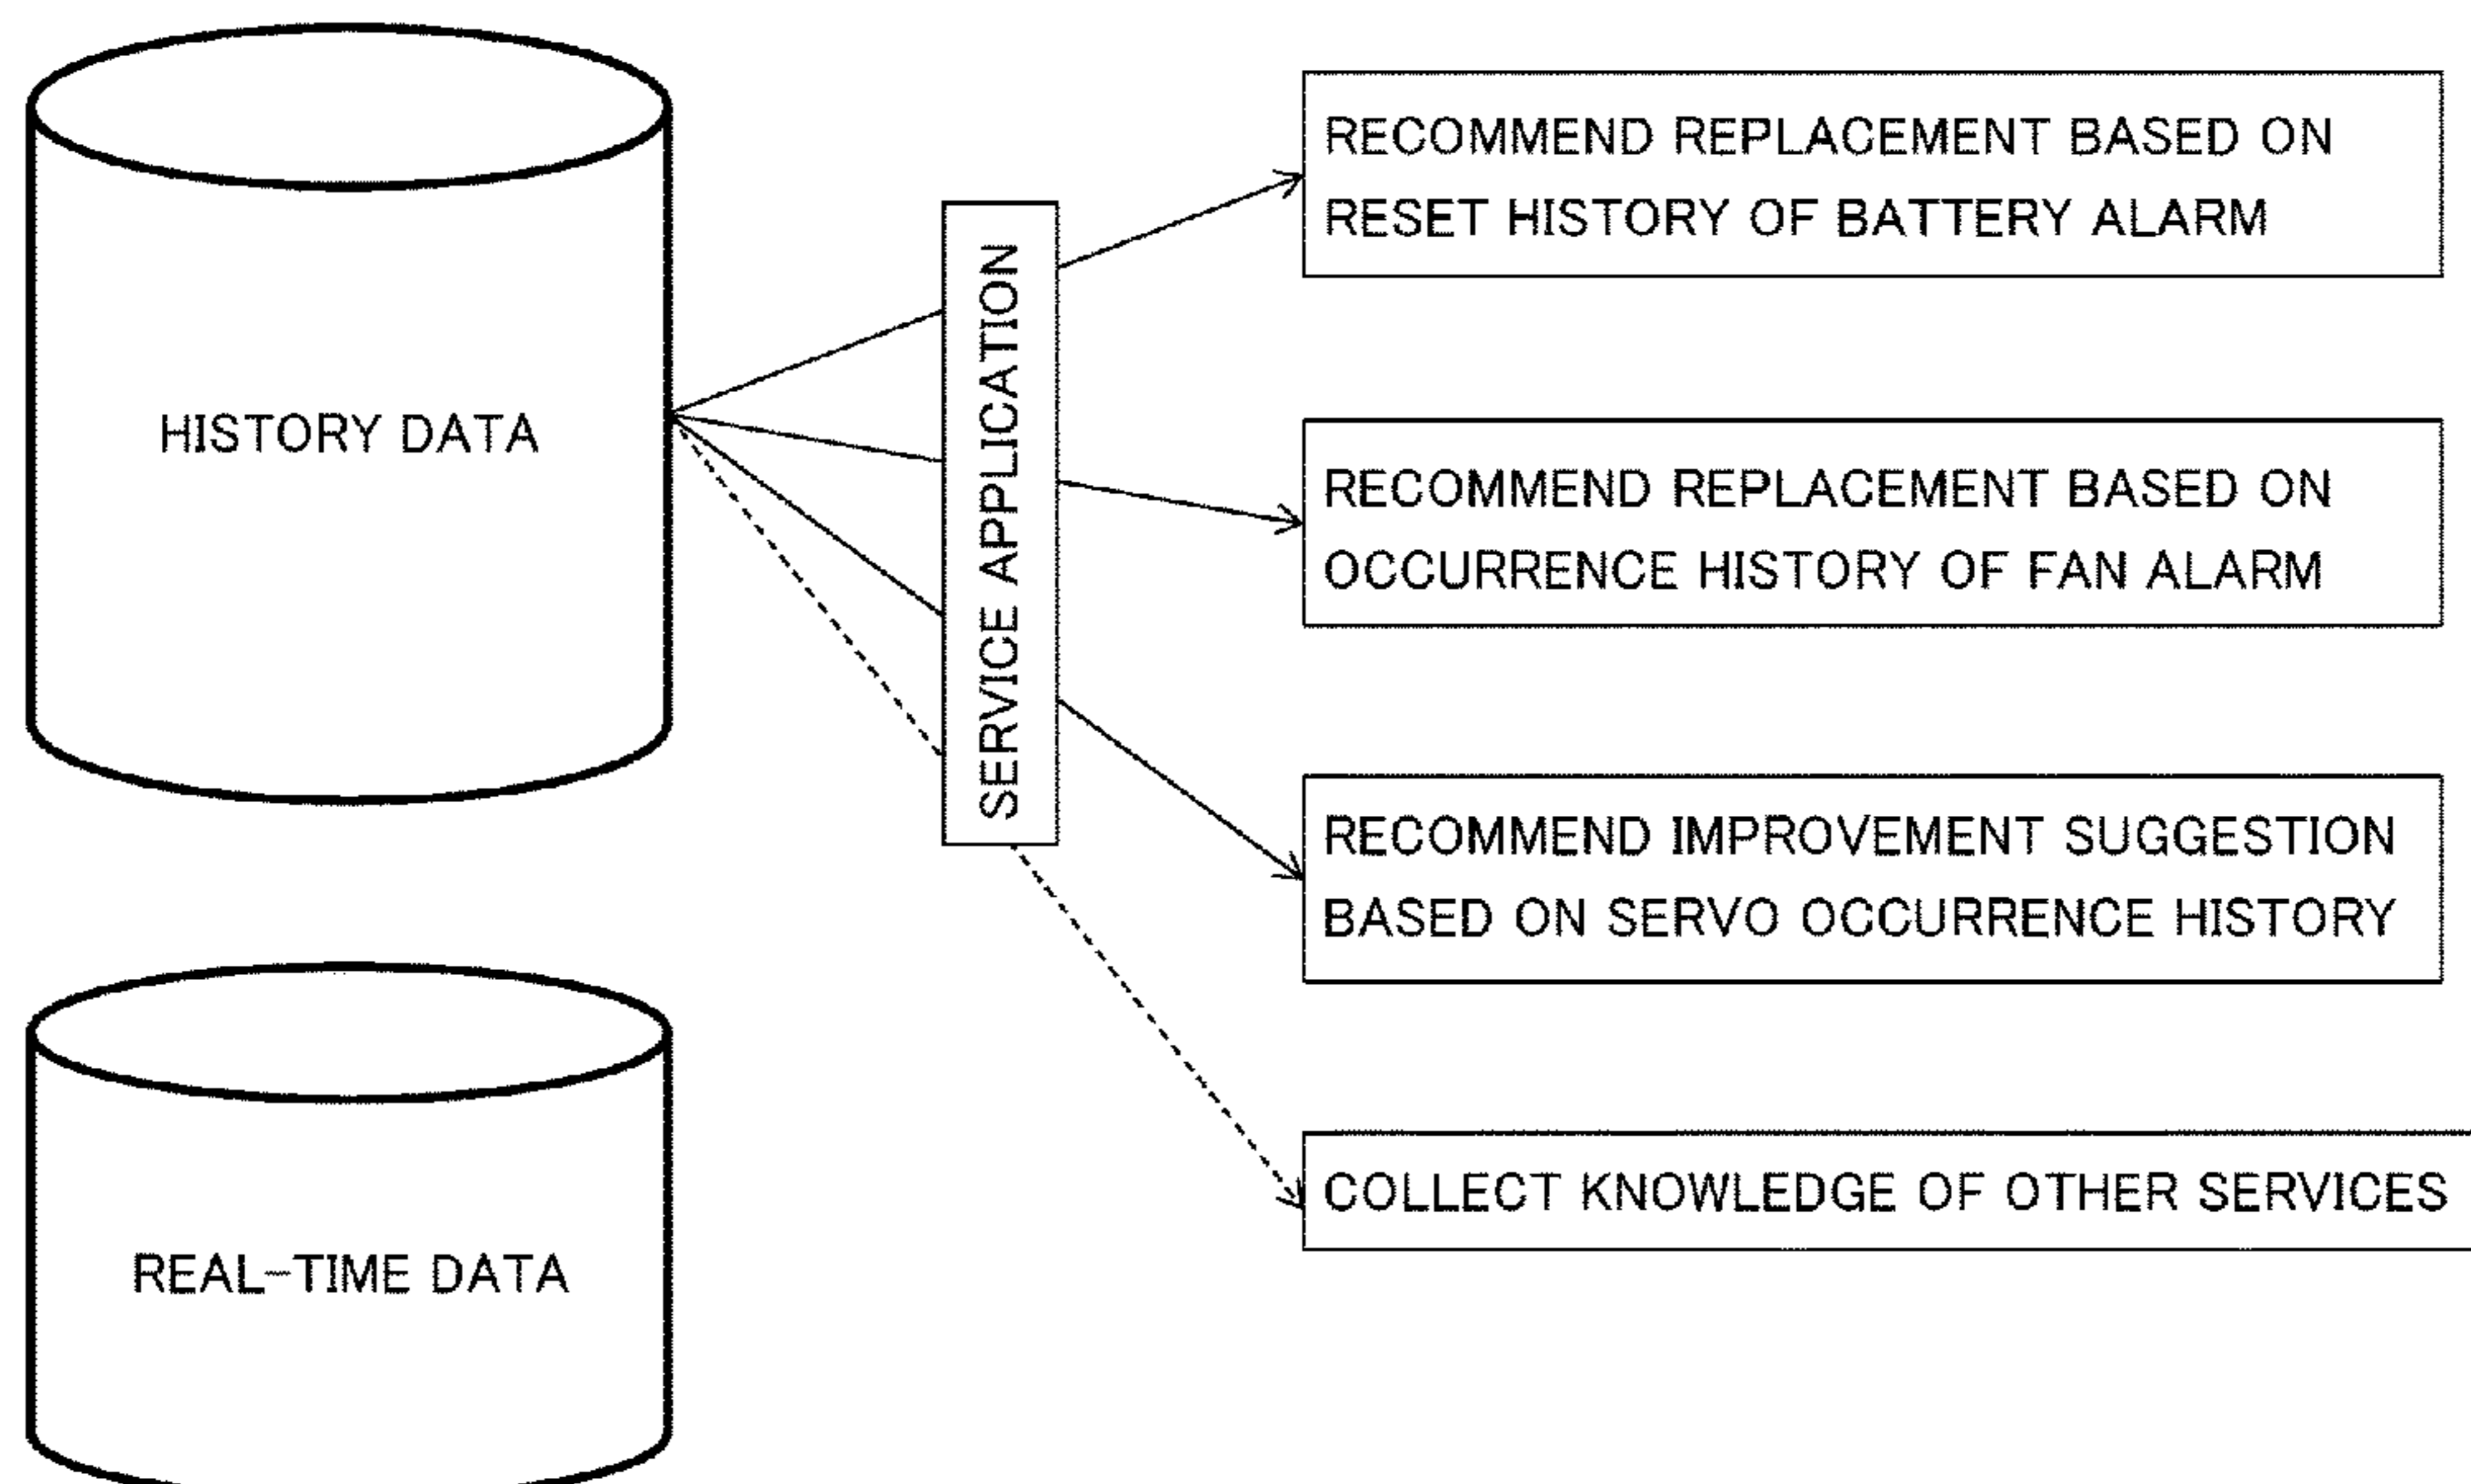 HISTORY DATA
REAL-TIME DATA
SERVICE APPLICATION
RECOMMEND REPLACEMENT BASED ON
RESET HISTORY OF BATTERY ALARM
RECOMMEND REPLACEMENT BASED ON
OCCURRENCE HISTORY OF FAN ALARM
RECOMMEND IMPROVEMENT SUGGESTION
BASED ON SERVO OCCURRENCE HISTORY
COLLECT KNOWLEDGE OF OTHER SERVICES